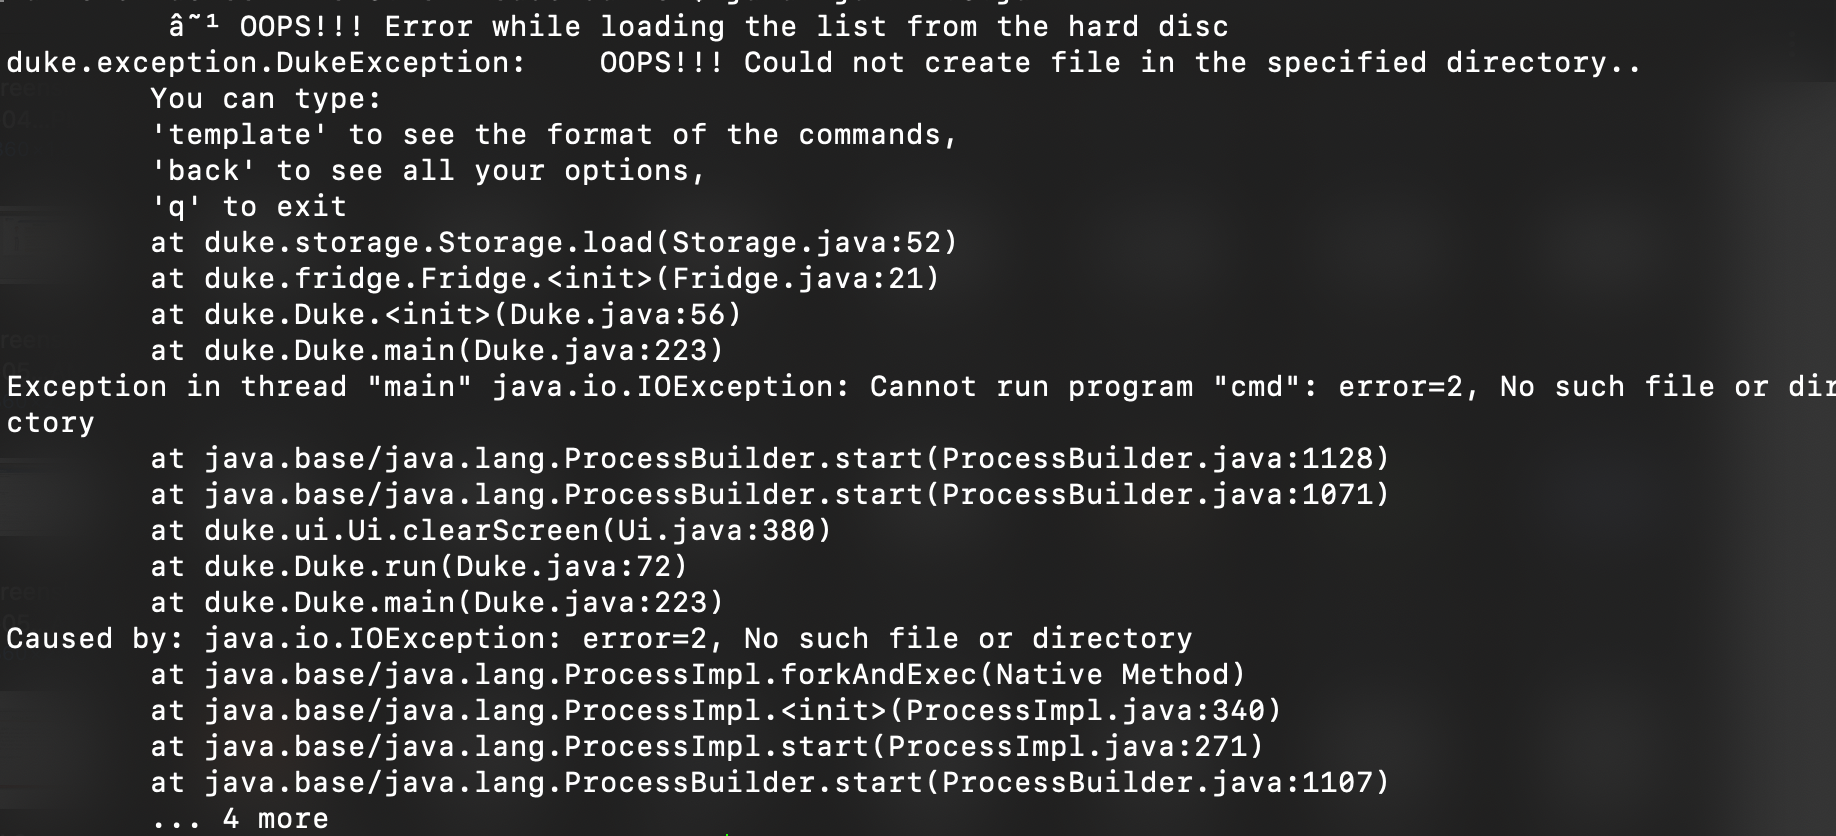 â˜¹ OOPS!!! Error while loading the list from the hard disc
duke.exception.DukeException:    OOPS!!! Could not create file in the specified directory..
You can type:
'template' to see the format of the commands,
'back' to see all your options,
'q' to exit
at duke.storage.Storage.load(Storage.java:52)
at duke.fridge.Fridge.<init>(Fridge.java:21)
at duke.Duke.<init>(Duke.java:56)
at duke.Duke.main(Duke.java:223)
Exception in thread "main" java.io.IOException: Cannot run program "cmd": error=2, No such file or dir
ctory
at java.base/java.lang.ProcessBuilder.start(ProcessBuilder.java:1128)
at java.base/java.lang.ProcessBuilder.start(ProcessBuilder.java:1071)
at duke.ui.Ui.clearScreen(Ui.java:380)
at duke.Duke.run(Duke.java:72)
at duke.Duke.main(Duke.java:223)
Caused by: java.io.IOException: error=2, No such file or directory
at java.base/java.lang.ProcessImpl.forkAndExec(Native Method)
at java.base/java.lang.ProcessImpl.<init>(ProcessImpl.java:340)
at java.base/java.lang.ProcessImpl.start(ProcessImpl.java:271)
at java.base/java.lang.ProcessBuilder.start(ProcessBuilder.java:1107)
... 4 more